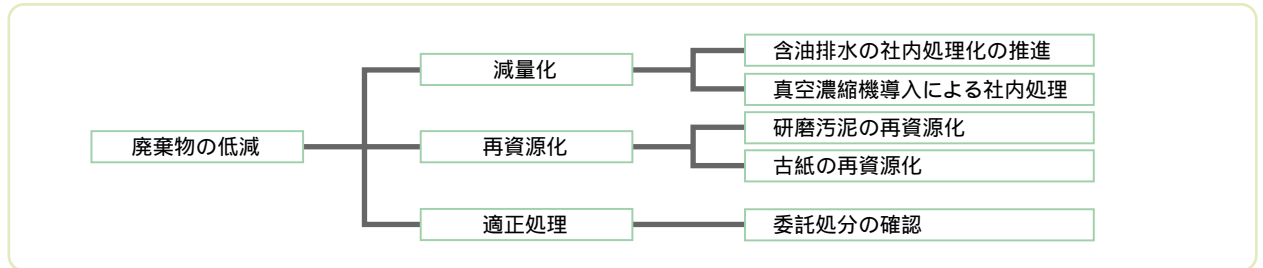 廃棄物の低減
減量化
含油排水の社内処理化の推進
真空濃縮機導入による社内処理
再資源化
研磨汚泥の再資源化
古紙の再資源化
適正処理
委託処分の確認